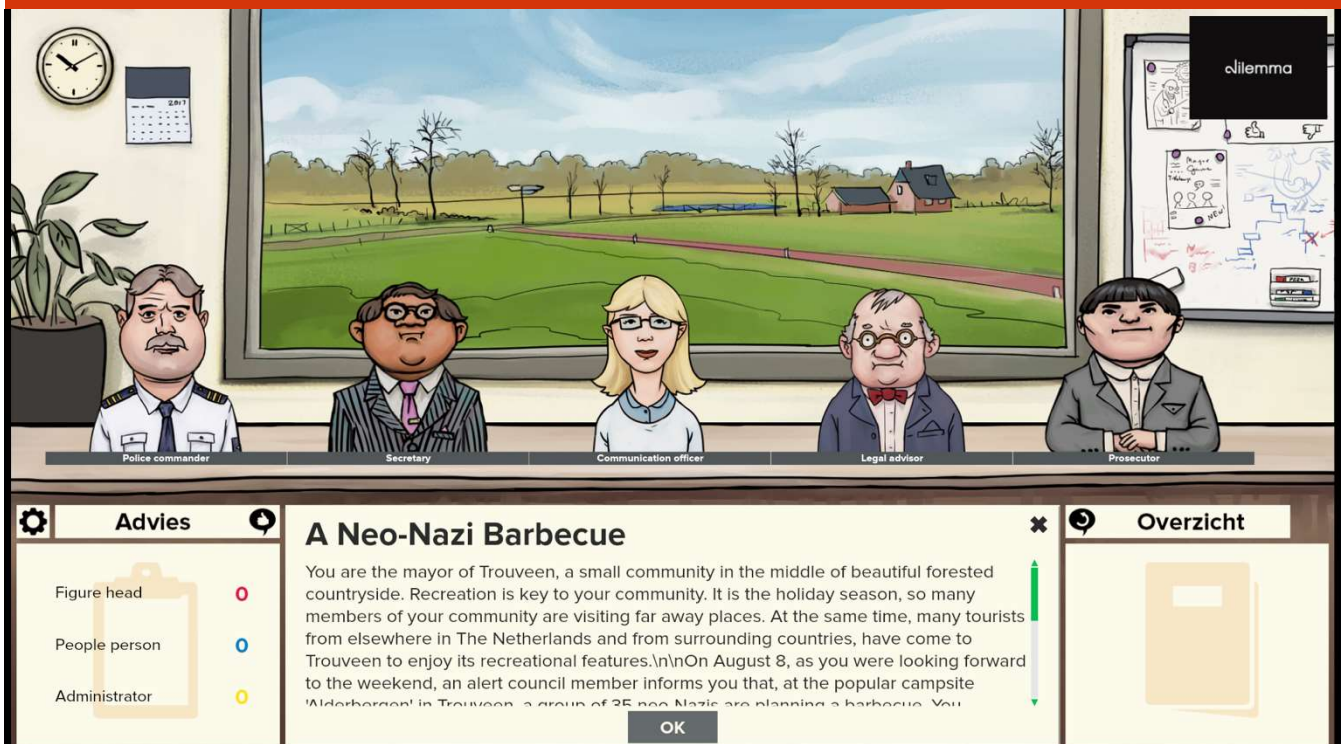 dilemma
2017
Mayor
Game
NEW!
Police commander
Secretary
Communication officer
Legal advisor
Prosecutor
Advies
Figure head
0
People person
0
Administrator
0
A Neo-Nazi Barbecue
You are the mayor of Trouveen, a small community in the middle of beautiful forested
countryside. Recreation is key to your community. It is the holiday season, so many
members of your community are visiting far away places. At the same time, many tourists
from elsewhere in The Netherlands and from surrounding countries, have come to
Trouveen to enjoy its recreational features.\n\nOn August 8, as you were looking forward
to the weekend, an alert council member informs you that, at the popular campsite
'Alderbergen' in Trouveen, a group of 35 neo-Nazis are planning a barbecue. You
OK
Overzicht